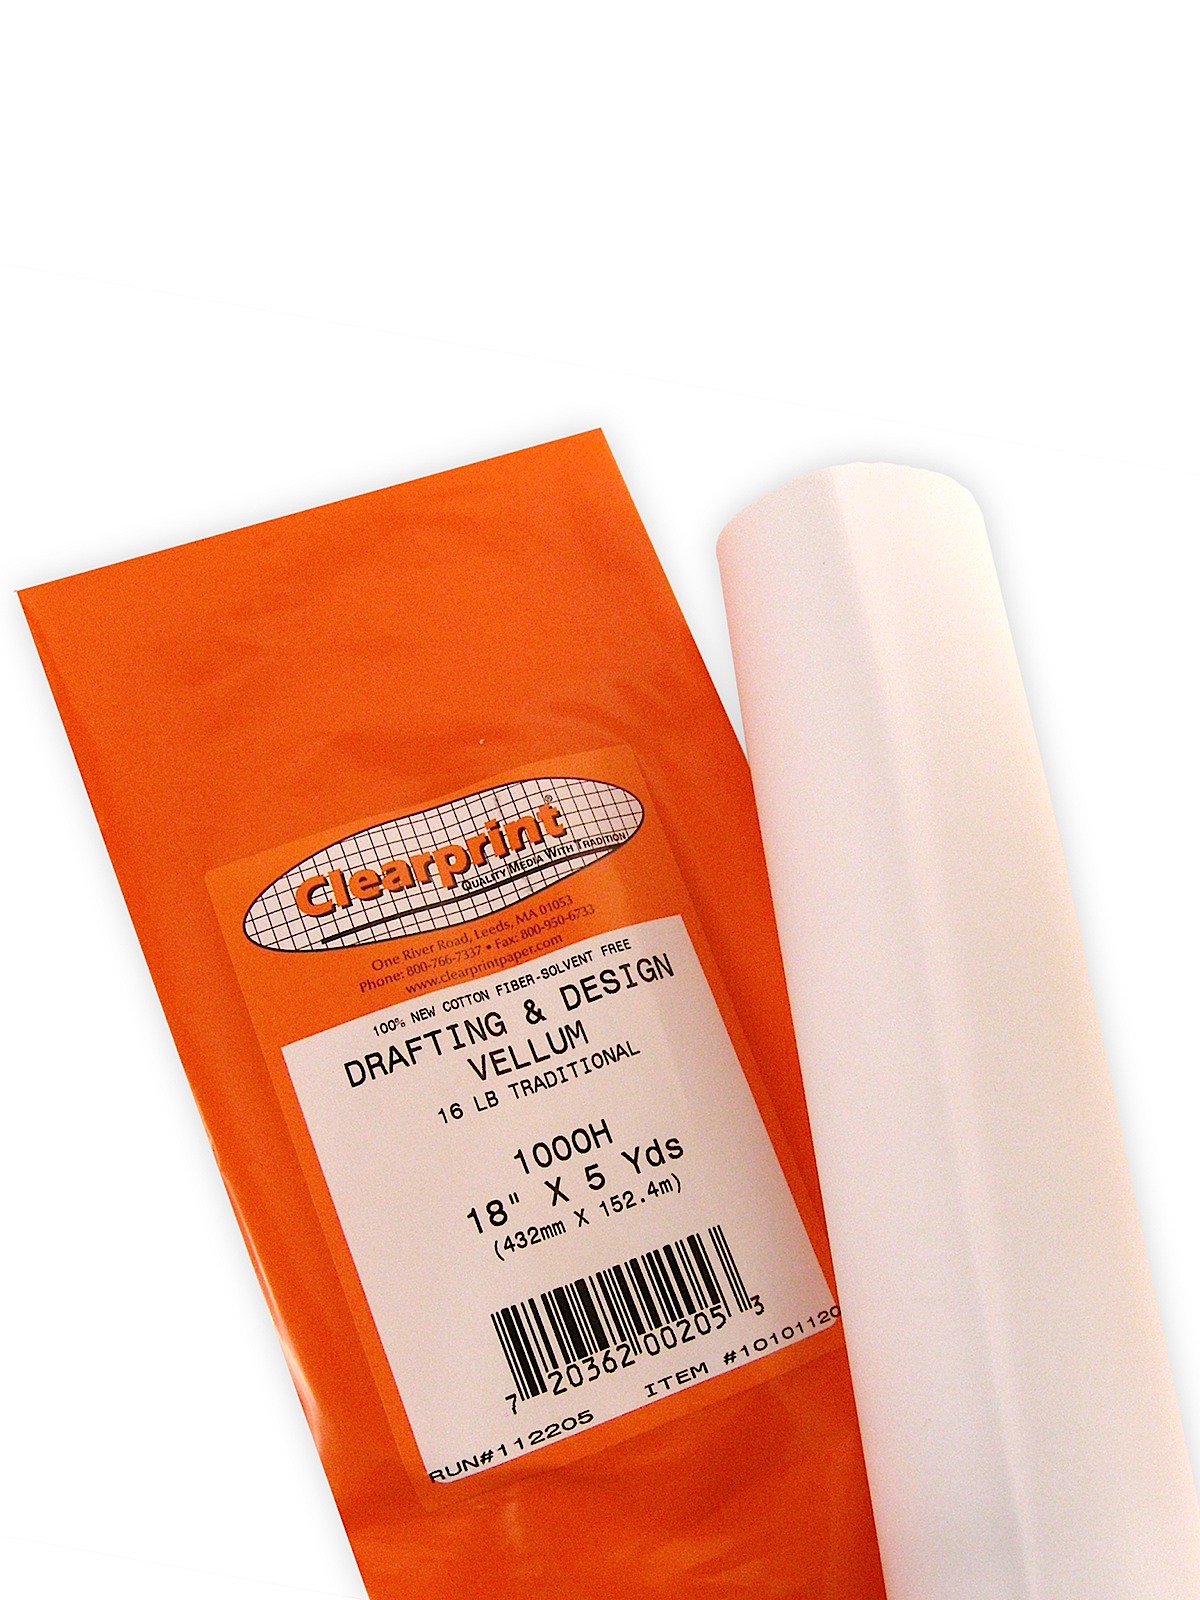 Clearprint®
QUALITY MEDIA WITH TRADITION
One River Road, Leeds, MA 01053
Phone: 800-766-7337 • Fax: 800-950-6733
www.clearprintpaper.com
100% NEW COTTON FIBER-SOLVENT FREE
DRAFTING & DESIGN
VELLUM
16 LB TRADITIONAL
1000H
18" X 5 Yds
(432mm X 152.4m)
7 20362 00205 3
RUN#112205 ITEM #10101120